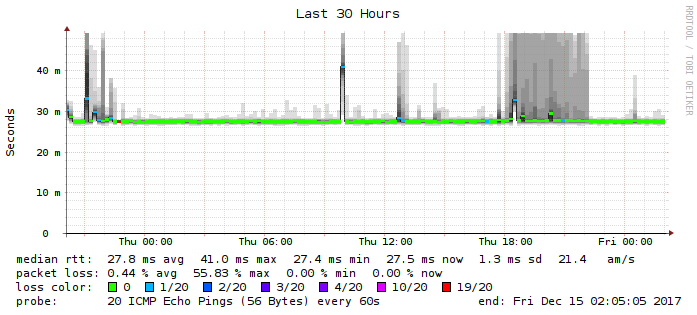 Last 30 Hours
RRDTOOL / TOBI OETIKER
Seconds
40 m
30 m
20 m
10 m
0
Thu 00:00 Thu 06:00 Thu 12:00 Thu 18:00 Fri 00:00
median rtt: 27.8 ms avg 41.0 ms max 27.4 ms min 27.5 ms now 1.3 ms sd 21.4 am/s
packet loss: 0.44 % avg 55.83 % max 0.00 % min 0.00 % now
loss color: 0 1/20 2/20 3/20 4/20 10/20 19/20
probe: 20 ICMP Echo Pings (56 Bytes) every 60s end: Fri Dec 15 02:05:05 2017